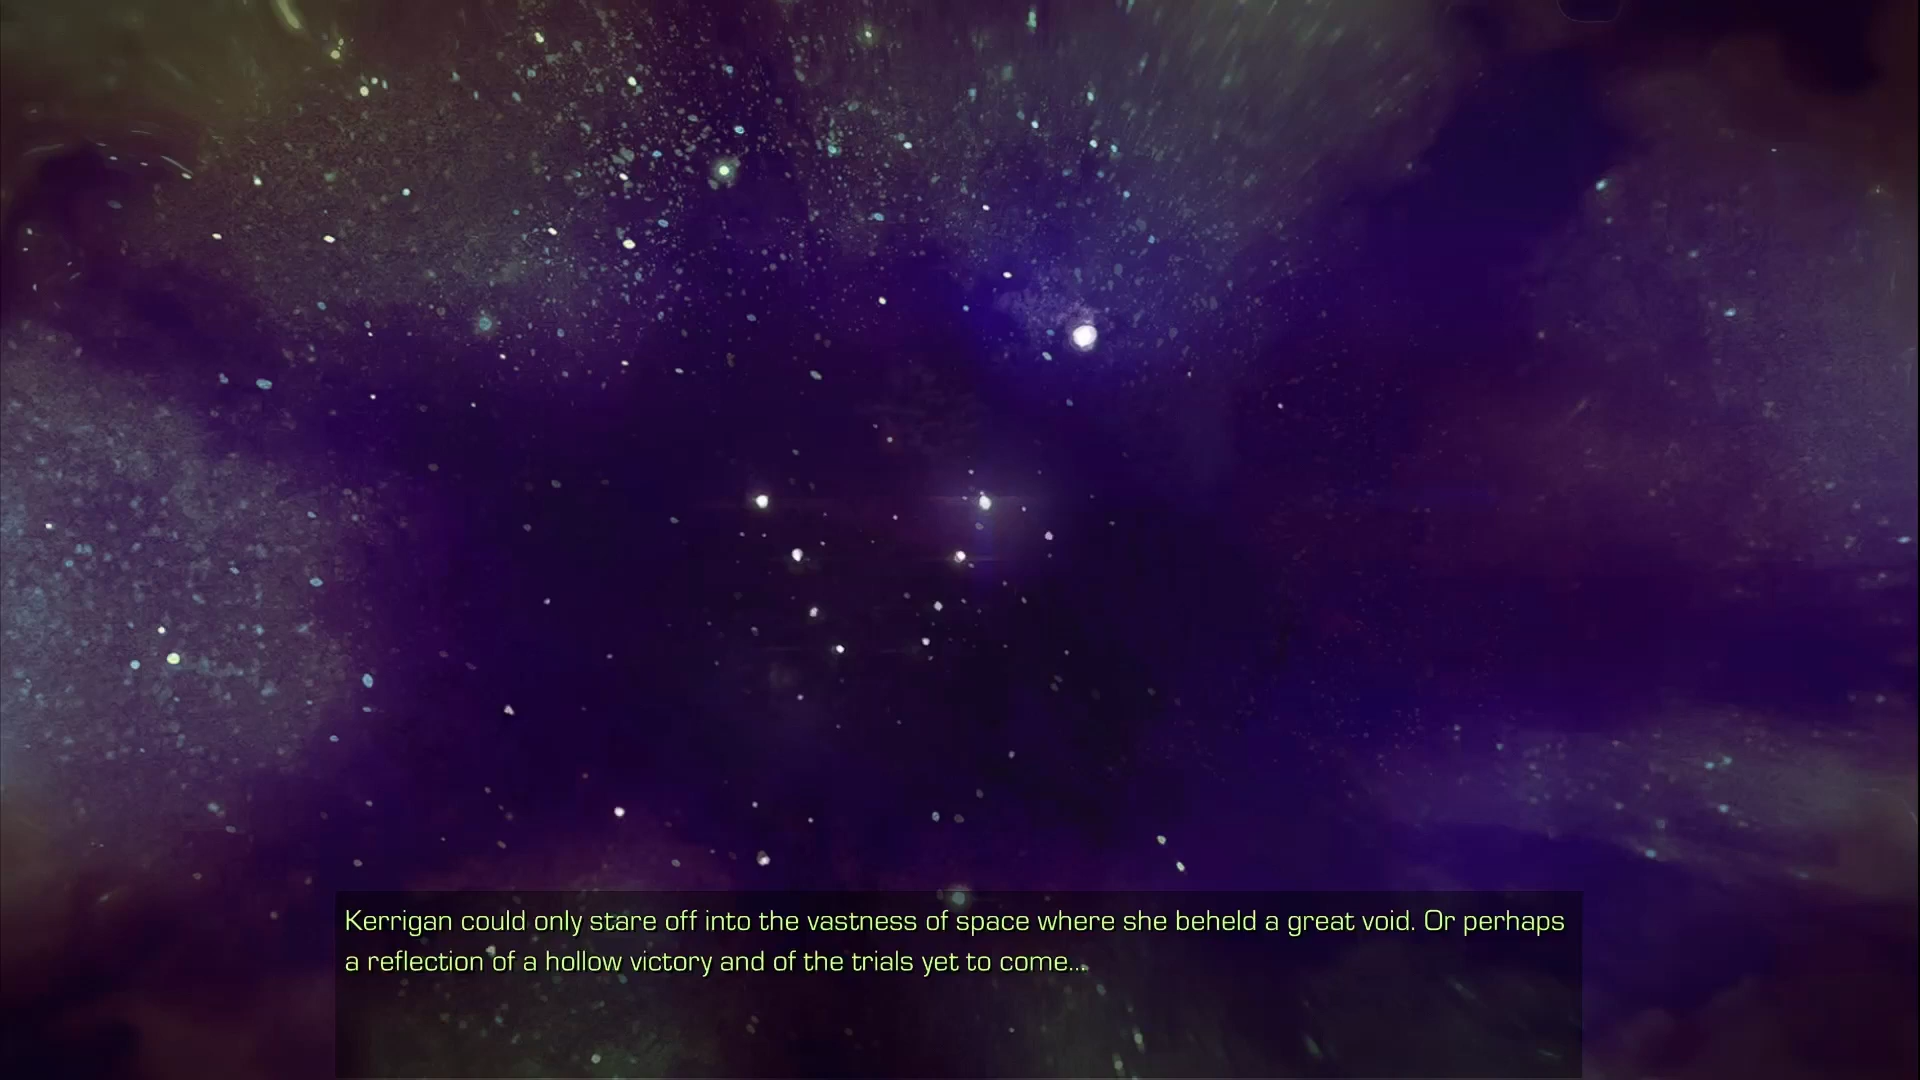 Kerrigan could only stare off into the vastness of space where she beheld a great void. Or perhaps
a reflection of a hollow victory and of the trials yet to come...